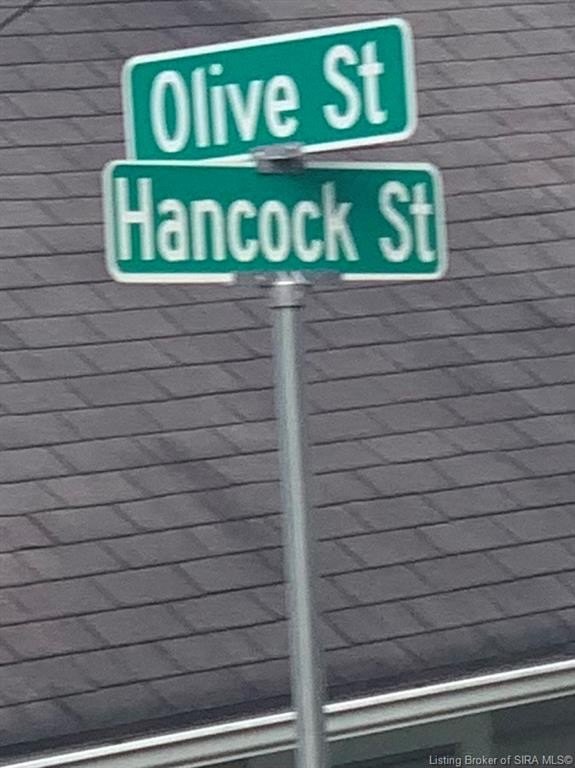 Olive St
Hancock St
Listing Broker of SIRA MLS©